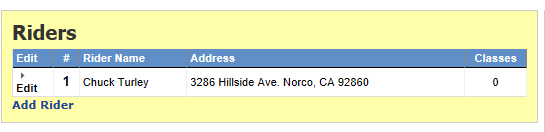 Riders
Edit # Rider Name Address Classes
Edit 1 Chuck Turley 3286 Hillside Ave. Norco, CA 92860 0
Add Rider